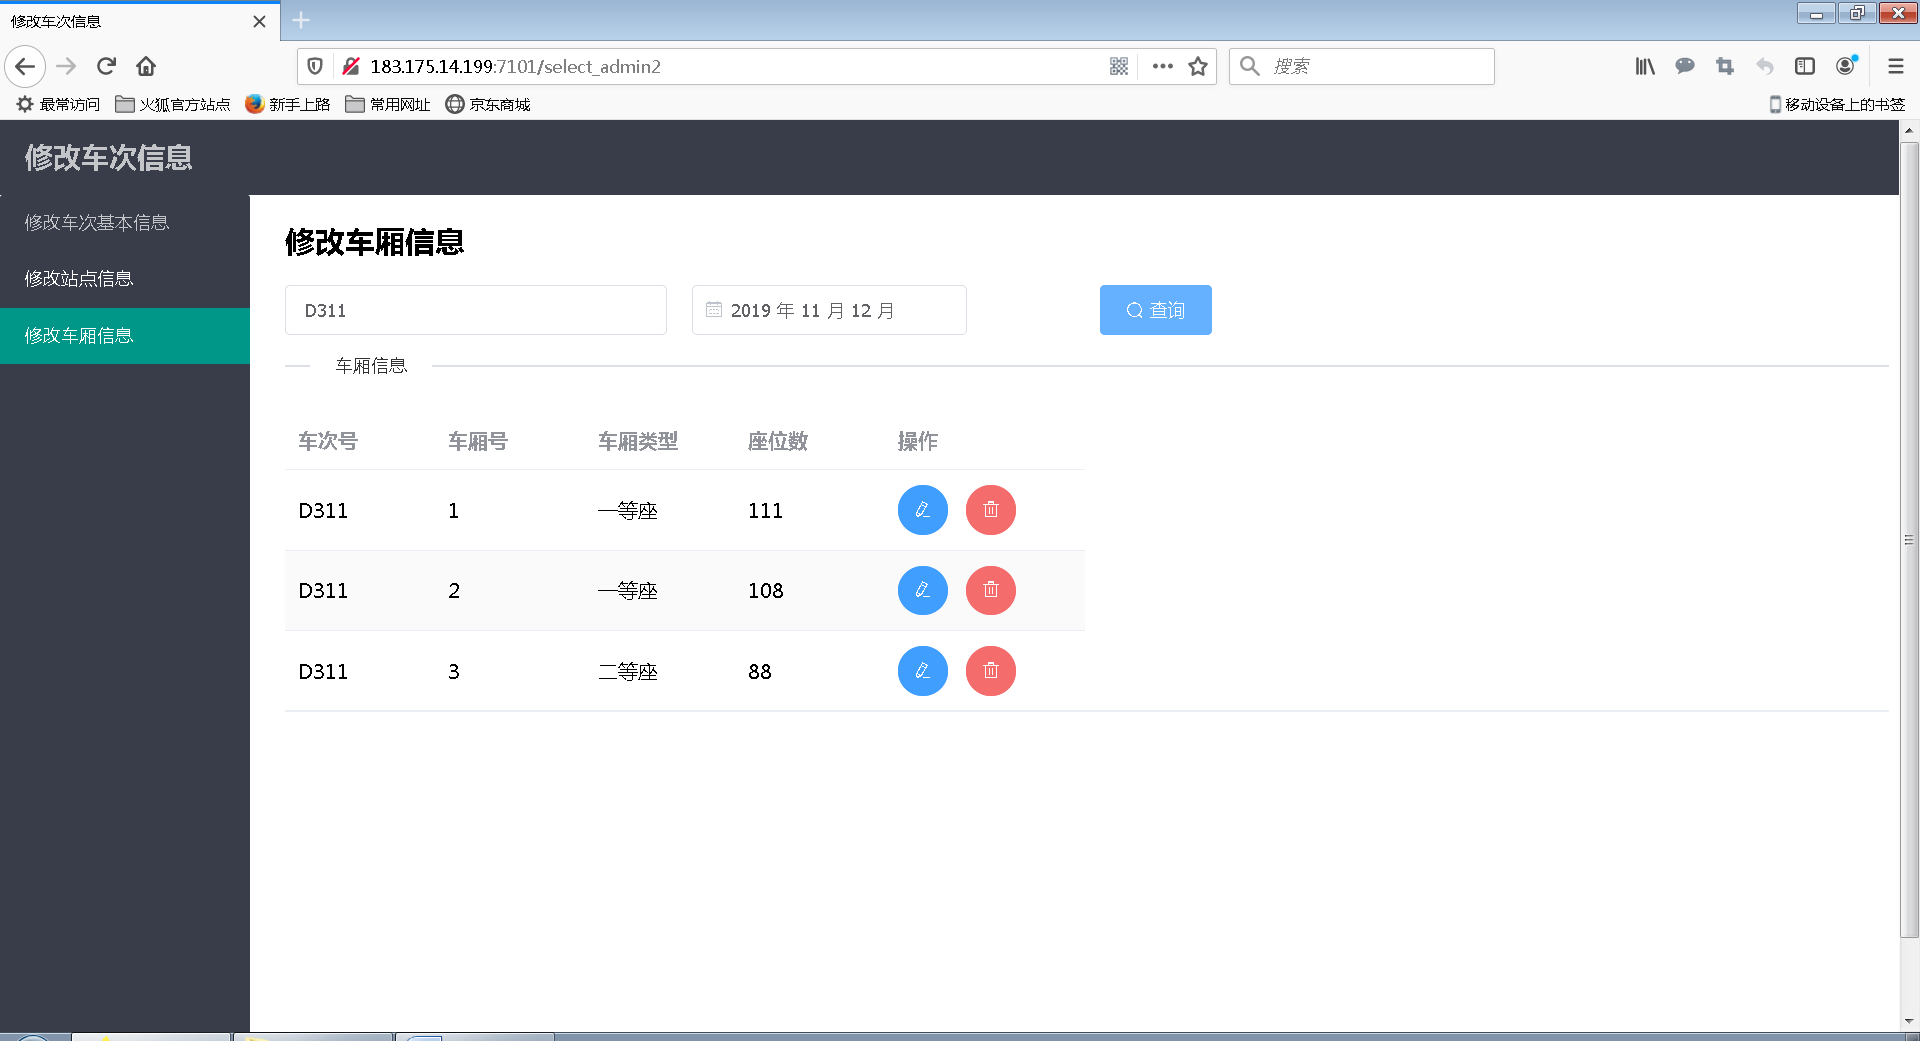 修改车次信息
183.175.14.199:7101/select_admin2
搜索
最常访问 火狐官方站点 新手上路 常用网址 京东商城 移动设备上的书签
修改车次信息
修改车次基本信息
修改站点信息
修改车厢信息
修改车厢信息
D311 2019 年 11 月 12 月 查询
车厢信息
车次号 车厢号 车厢类型 座位数 操作
D311 1 一等座 111
D311 2 一等座 108
D311 3 二等座 88